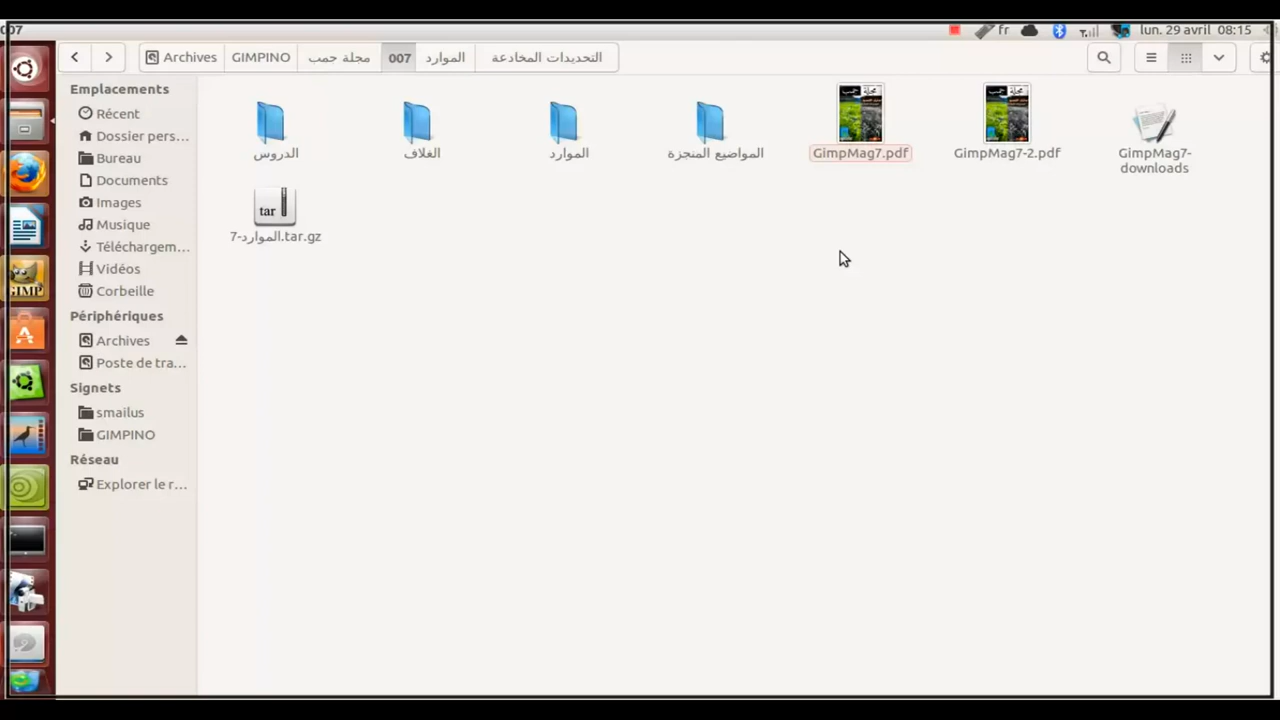 007
fr
lun. 29 avril 08:15
Archives
GIMPINO
مجلة جمب
007
الموارد
التحديدات المخادعة
Emplacements
Récent
Dossier pers...
Bureau
Documents
Images
Musique
Téléchargem...
Vidéos
Corbeille
Périphériques
Archives
Poste de tra...
Signets
smailus
GIMPINO
Réseau
Explorer le r...
الدروس
الغلاف
الموارد
المواضيع المنجزة
GimpMag7.pdf
GimpMag7-2.pdf
GimpMag7-
downloads
tar
الموارد-7.tar.gz
GIMP